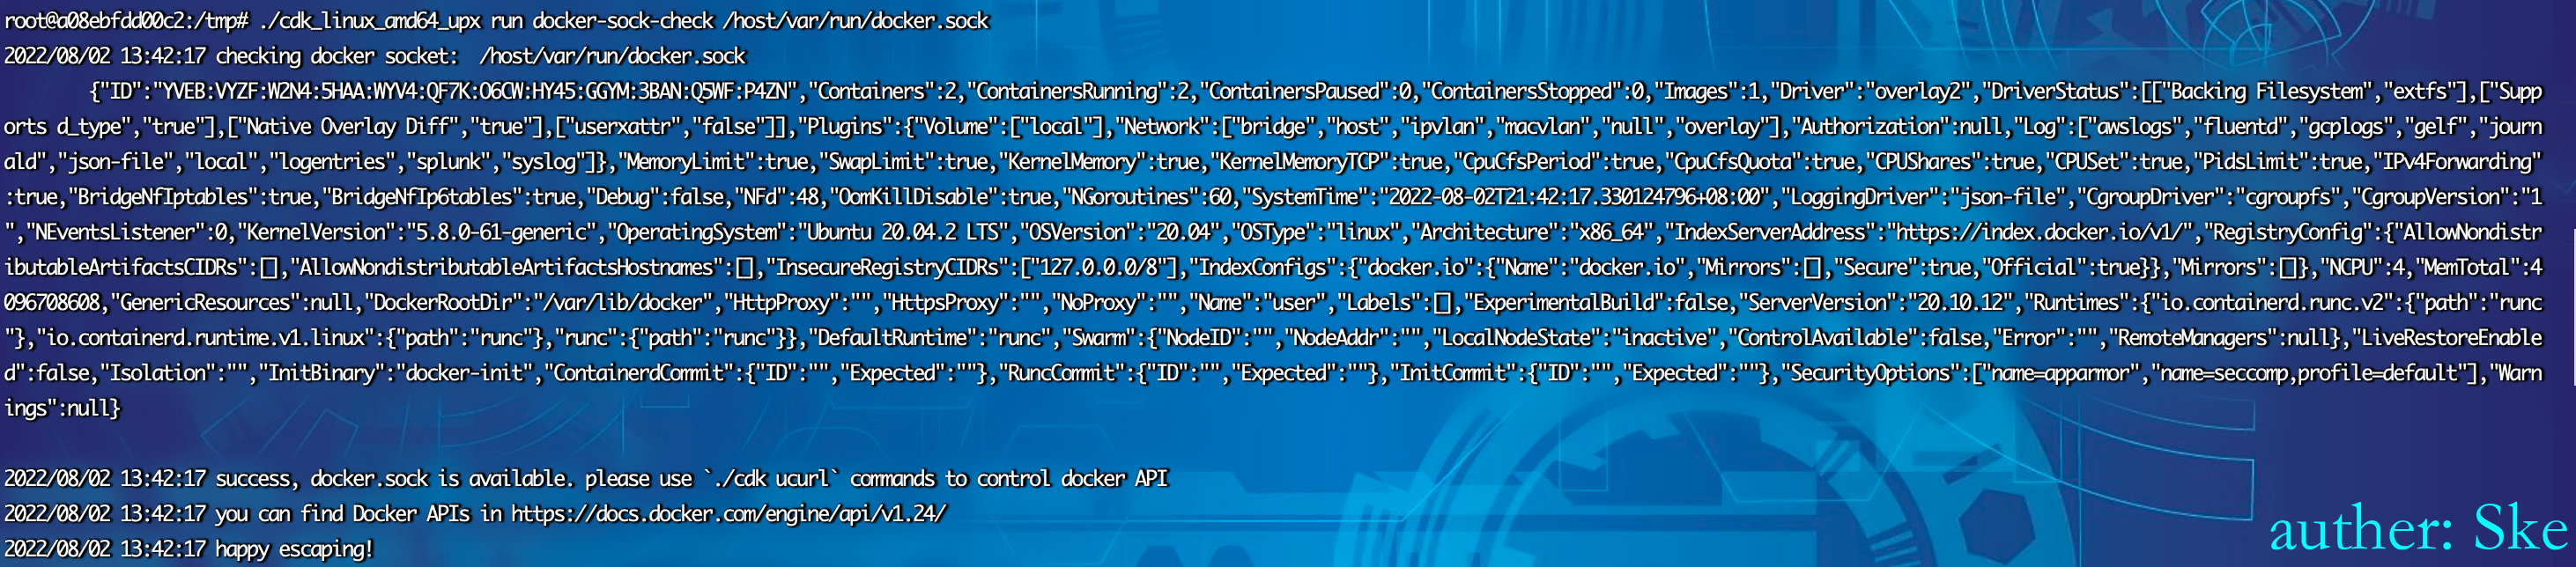 root@a08ebfdd00c2:/tmp# ./cdk_linux_amd64_upx run docker-sock-check /host/var/run/docker.sock
2022/08/02 13:42:17 checking docker socket:  /host/var/run/docker.sock
{"ID":"YVEB:VYZF:W2N4:5HAA:WYV4:QF7K:O6CW:HY45:GGYM:3BAN:Q5WF:P4ZN","Containers":2,"ContainersRunning":2,"ContainersPaused":0,"ContainersStopped":0,"Images":1,"Driver":"overlay2","DriverStatus":[["Backing Filesystem","extfs"],["Supp
orts d_type","true"],["Native Overlay Diff","true"],["userxattr","false"]],"Plugins":{"Volume":["local"],"Network":["bridge","host","ipvlan","macvlan","null","overlay"],"Authorization":null,"Log":["awslogs","fluentd","gcplogs","gelf","journ
ald","json-file","local","logentries","splunk","syslog"]},"MemoryLimit":true,"SwapLimit":true,"KernelMemory":true,"KernelMemoryTCP":true,"CpuCfsPeriod":true,"CpuCfsQuota":true,"CPUShares":true,"CPUSet":true,"PidsLimit":true,"IPv4Forwarding"
:true,"BridgeNfIptables":true,"BridgeNfIp6tables":true,"Debug":false,"NFd":48,"OomKillDisable":true,"NGoroutines":60,"SystemTime":"2022-08-02T21:42:17.330124796+08:00","LoggingDriver":"json-file","CgroupDriver":"cgroupfs","CgroupVersion":"1
","NEventsListener":0,"KernelVersion":"5.8.0-61-generic","OperatingSystem":"Ubuntu 20.04.2 LTS","OSVersion":"20.04","OSType":"linux","Architecture":"x86_64","IndexServerAddress":"https://index.docker.io/v1/","RegistryConfig":{"AllowNondistr
ibutableArtifactsCIDRs":[],"AllowNondistributableArtifactsHostnames":[],"InsecureRegistryCIDRs":["127.0.0.0/8"],"IndexConfigs":{"docker.io":{"Name":"docker.io","Mirrors":[],"Secure":true,"Official":true}},"Mirrors":[]},"NCPU":4,"MemTotal":4
096708608,"GenericResources":null,"DockerRootDir":"/var/lib/docker","HttpProxy":"","HttpsProxy":"","NoProxy":"","Name":"user","Labels":[],"ExperimentalBuild":false,"ServerVersion":"20.10.12","Runtimes":{"io.containerd.runc.v2":{"path":"runc
"},"io.containerd.runtime.v1.linux":{"path":"runc"},"runc":{"path":"runc"}},"DefaultRuntime":"runc","Swarm":{"NodeID":"","NodeAddr":"","LocalNodeState":"inactive","ControlAvailable":false,"Error":"","RemoteManagers":null},"LiveRestoreEnable
d":false,"Isolation":"","InitBinary":"docker-init","ContainerdCommit":{"ID":"","Expected":""},"RuncCommit":{"ID":"","Expected":""},"InitCommit":{"ID":"","Expected":""},"SecurityOptions":["name=apparmor","name=seccomp,profile=default"],"Warn
ings":null}
2022/08/02 13:42:17 success, docker.sock is available. please use `./cdk ucurl` commands to control docker API
2022/08/02 13:42:17 you can find Docker APIs in https://docs.docker.com/engine/api/v1.24/
2022/08/02 13:42:17 happy escaping!
auther: Ske